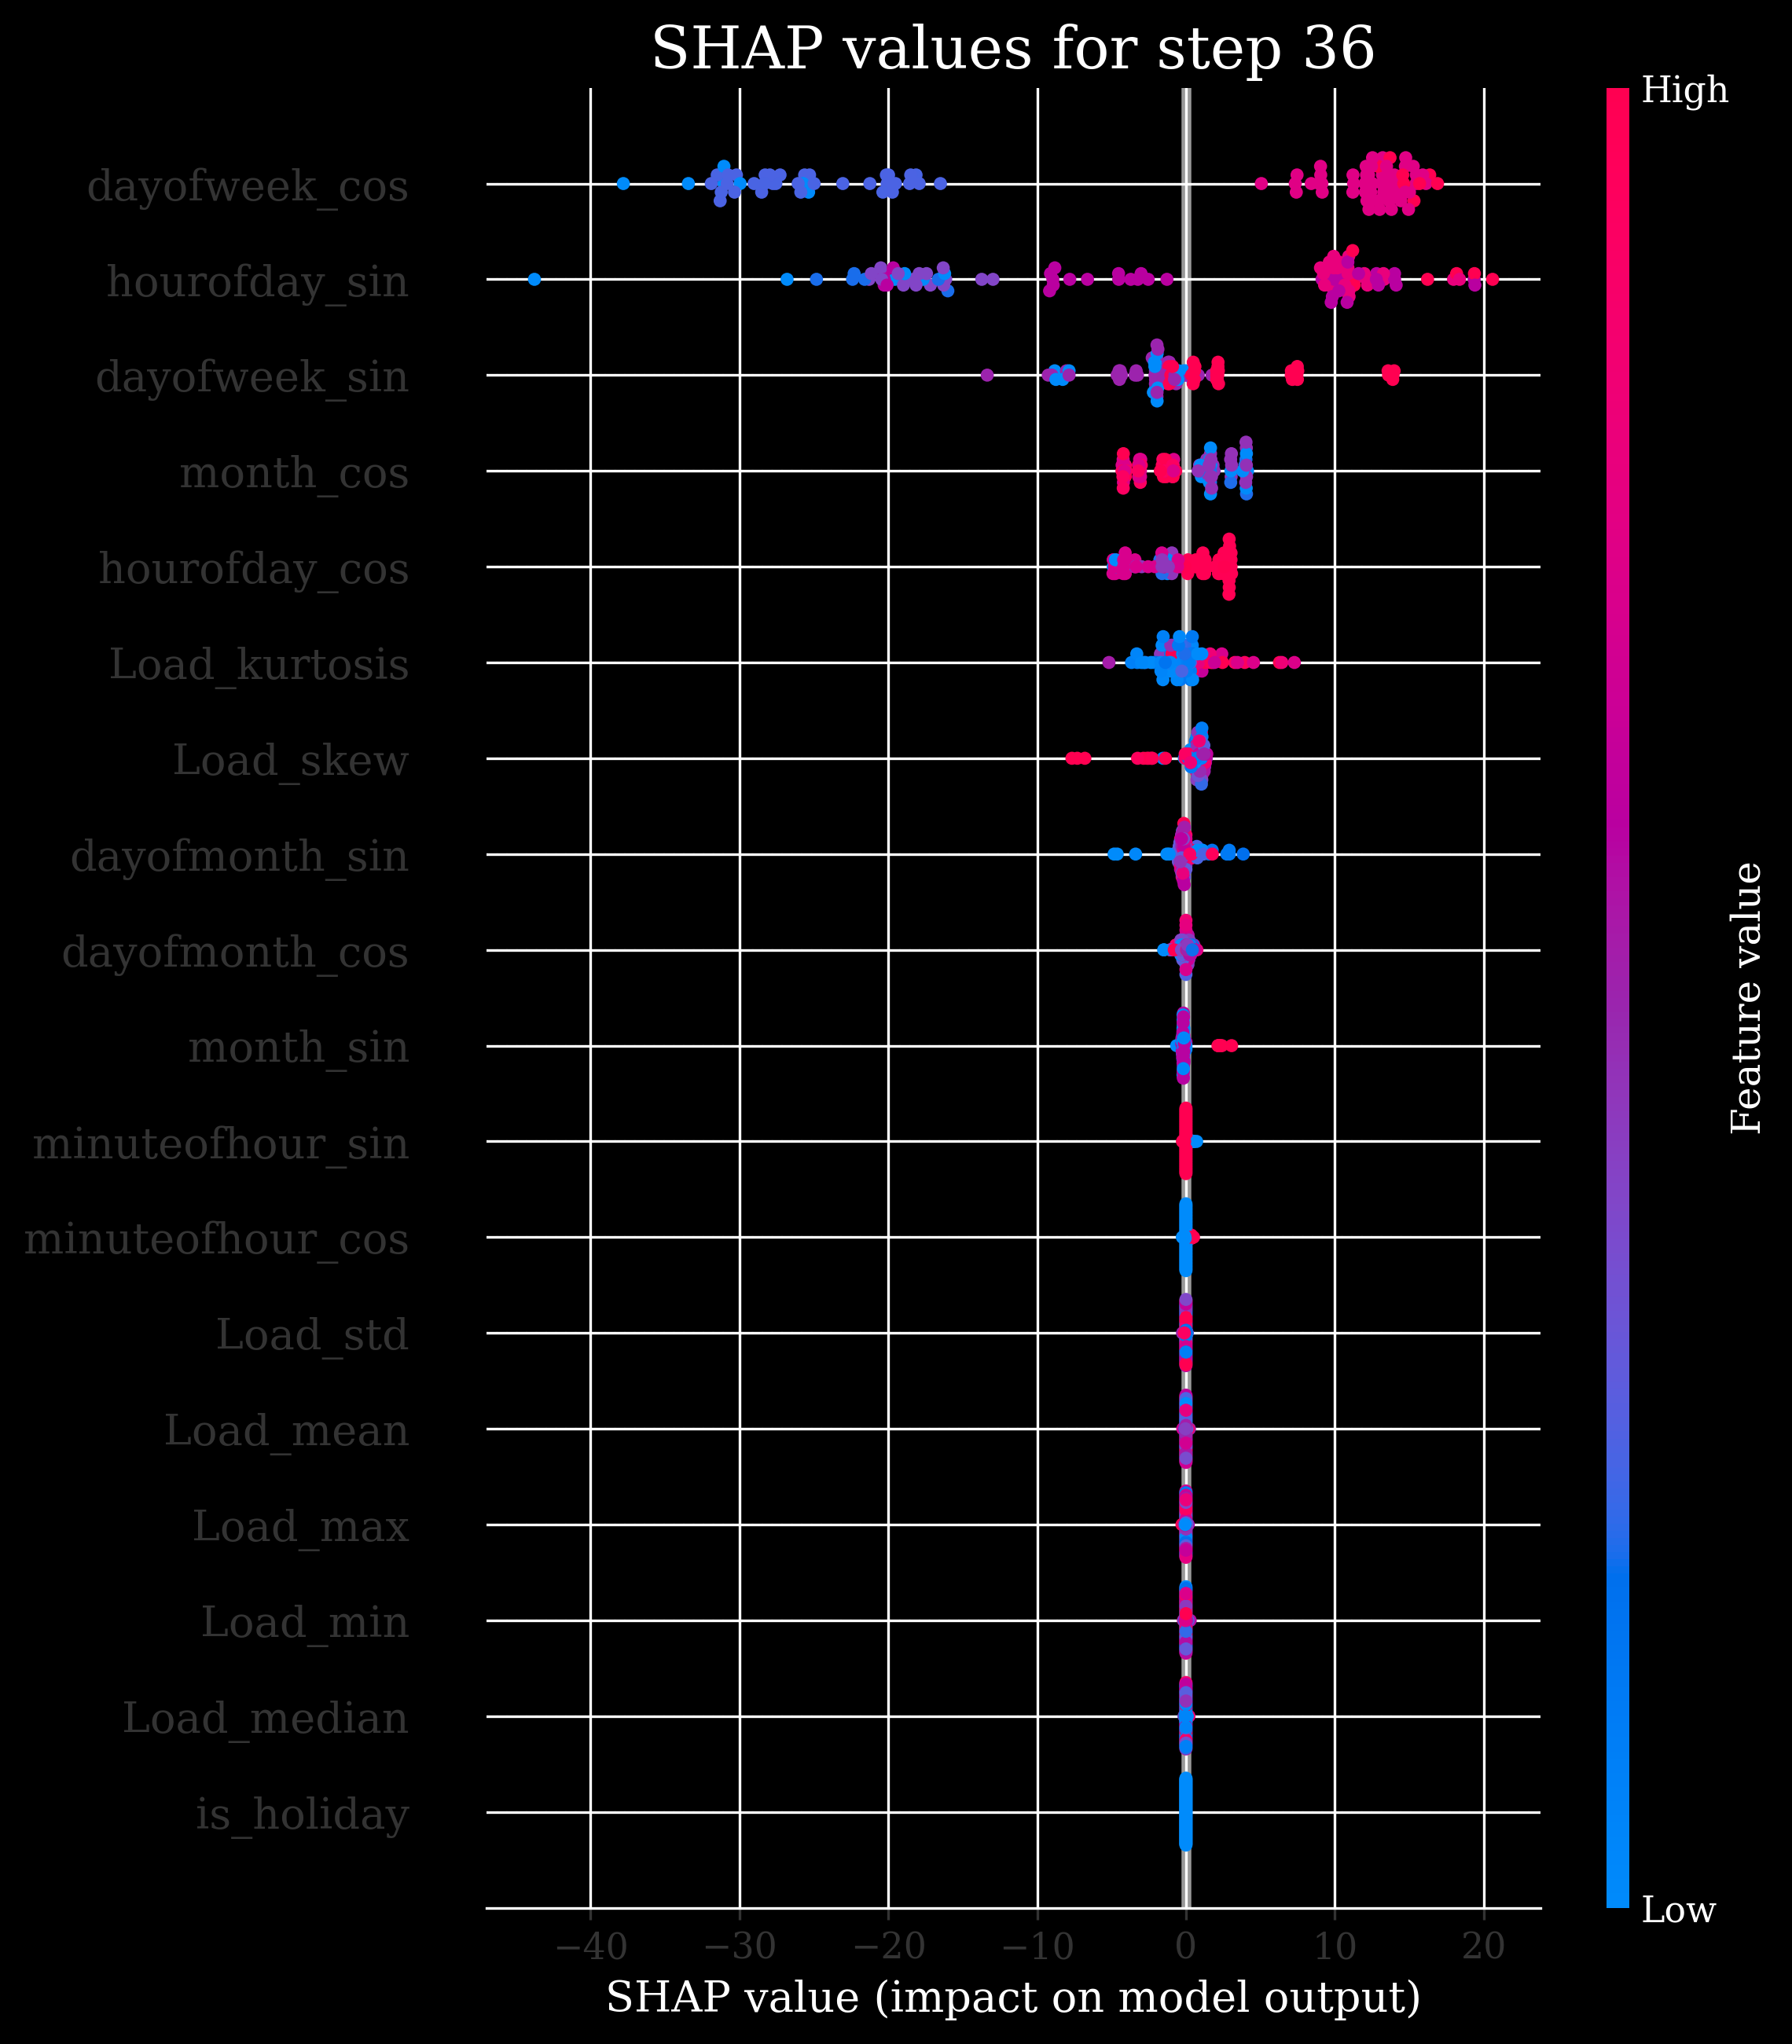 SHAP values for step 36
High
dayofweek_cos
hourofday_sin
dayofweek_sin
month_cos
hourofday_cos
Load_kurtosis
Load_skew
dayofmonth_sin
dayofmonth_cos
month_sin
minuteofhour_sin
minuteofhour_cos
Load_std
Load_mean
Load_max
Load_min
Load_median
is_holiday
Feature value
Low
−40 −30 −20 −10 0 10 20
SHAP value (impact on model output)